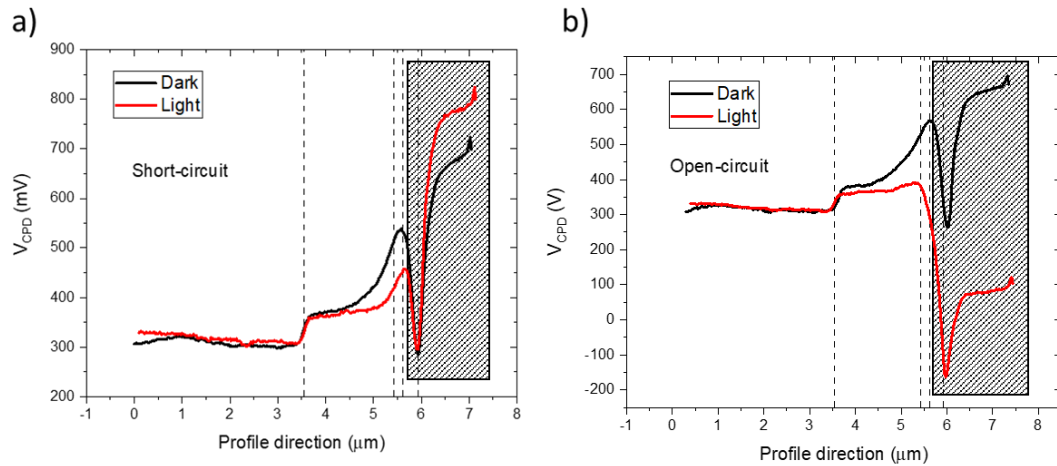 a)
900
800
700
600
500
400
300
200
V_CPD (mV)
Dark
Light
Short-circuit
-1 0 1 2 3 4 5 6 7 8
Profile direction (μm)
b)
700
600
500
400
300
200
100
0
-100
-200
V_CPD (V)
Dark
Light
Open-circuit
-1 0 1 2 3 4 5 6 7 8
Profile direction (μm)